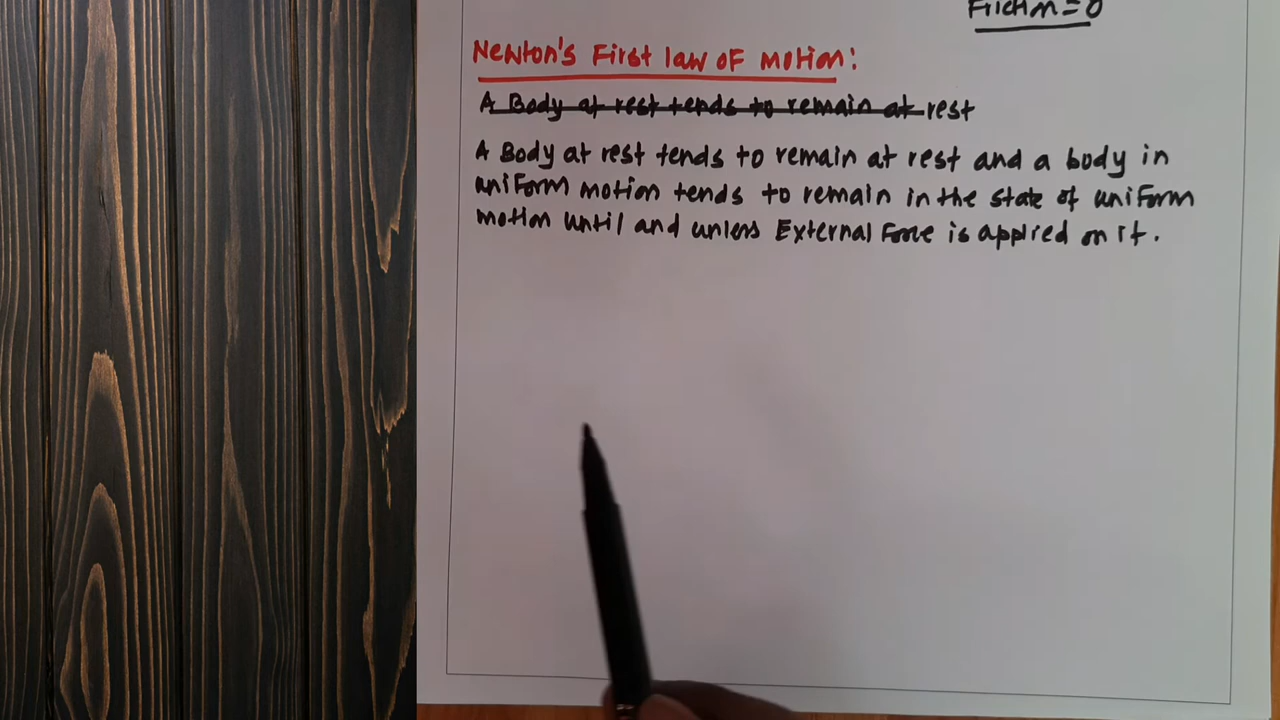 Friction = 0
Newton's First law of motion:
A Body at rest tends to remain at rest
A Body at rest tends to remain at rest and a body in
uniform motion tends to remain in the state of uniform
motion until and unless External Force is applied on it.